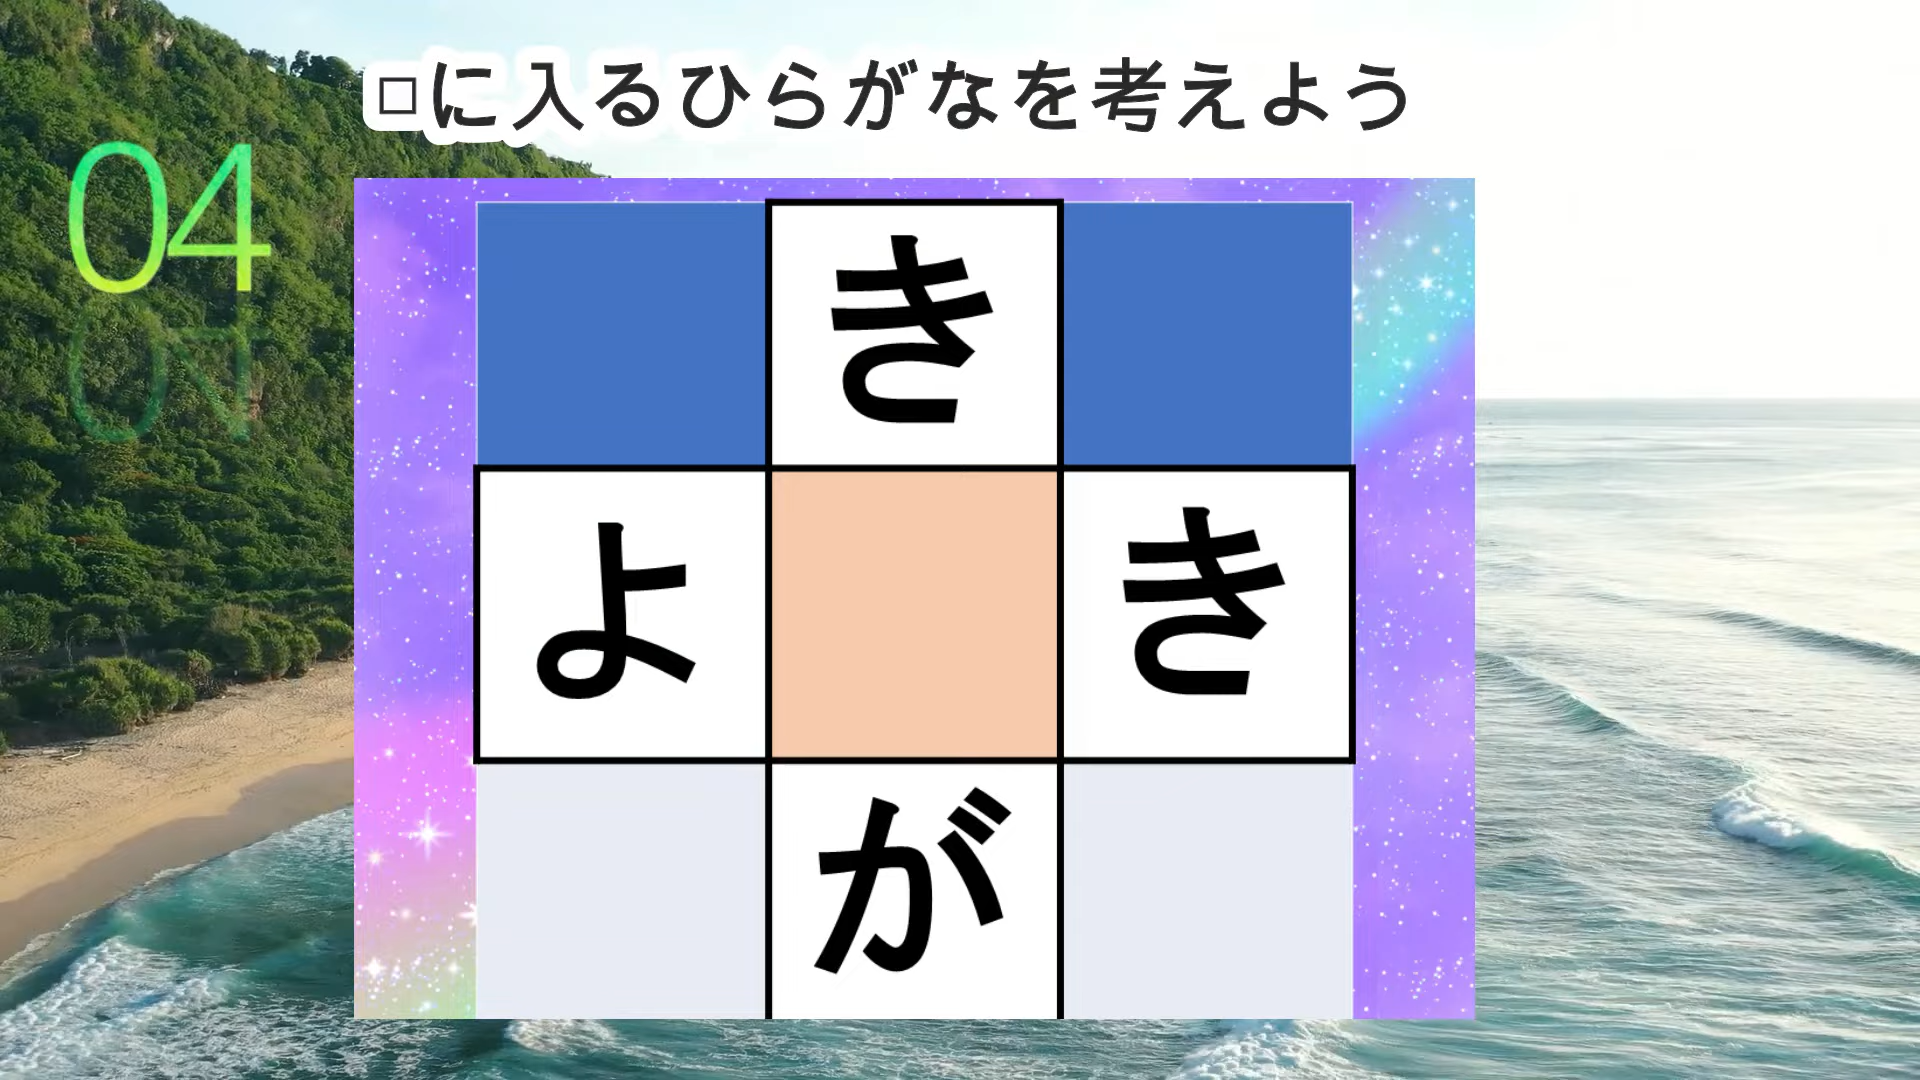 □に入るひらがなを考えよう
04
き
よ き
が